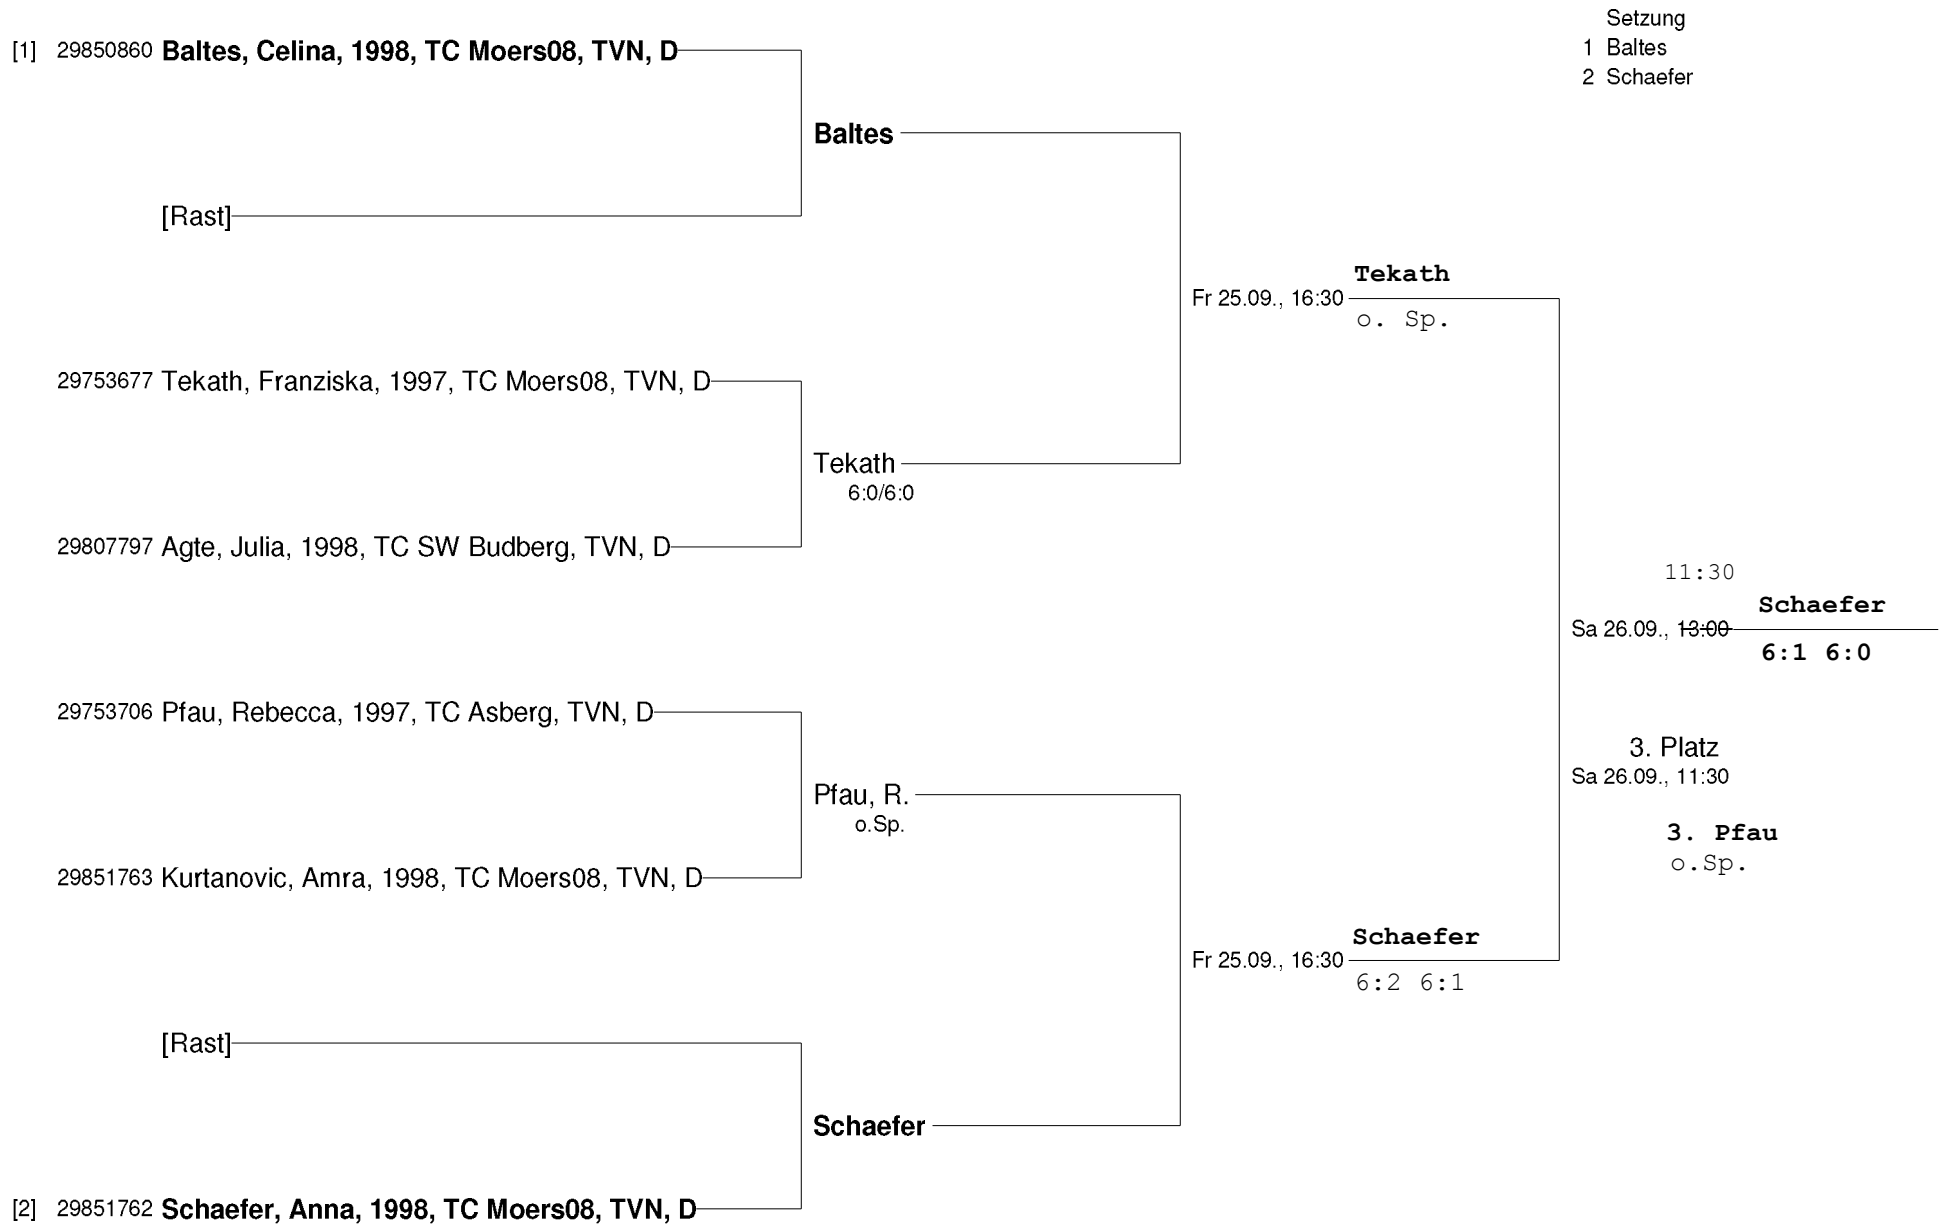 Setzung
1 Baltes
2 Schaefer
[1] 29850860 Baltes, Celina, 1998, TC Moers08, TVN, D
Baltes
[Rast]
Tekath
Fr 25.09., 16:30
o. Sp.
29753677 Tekath, Franziska, 1997, TC Moers08, TVN, D
Tekath
6:0/6:0
29807797 Agte, Julia, 1998, TC SW Budberg, TVN, D
11:30
Schaefer
Sa 26.09., 13:00
6:1 6:0
29753706 Pfau, Rebecca, 1997, TC Asberg, TVN, D
3. Platz
Sa 26.09., 11:30
Pfau, R.
o.Sp.
3. Pfau
o.Sp.
29851763 Kurtanovic, Amra, 1998, TC Moers08, TVN, D
Schaefer
Fr 25.09., 16:30
6:2 6:1
[Rast]
Schaefer
[2] 29851762 Schaefer, Anna, 1998, TC Moers08, TVN, D